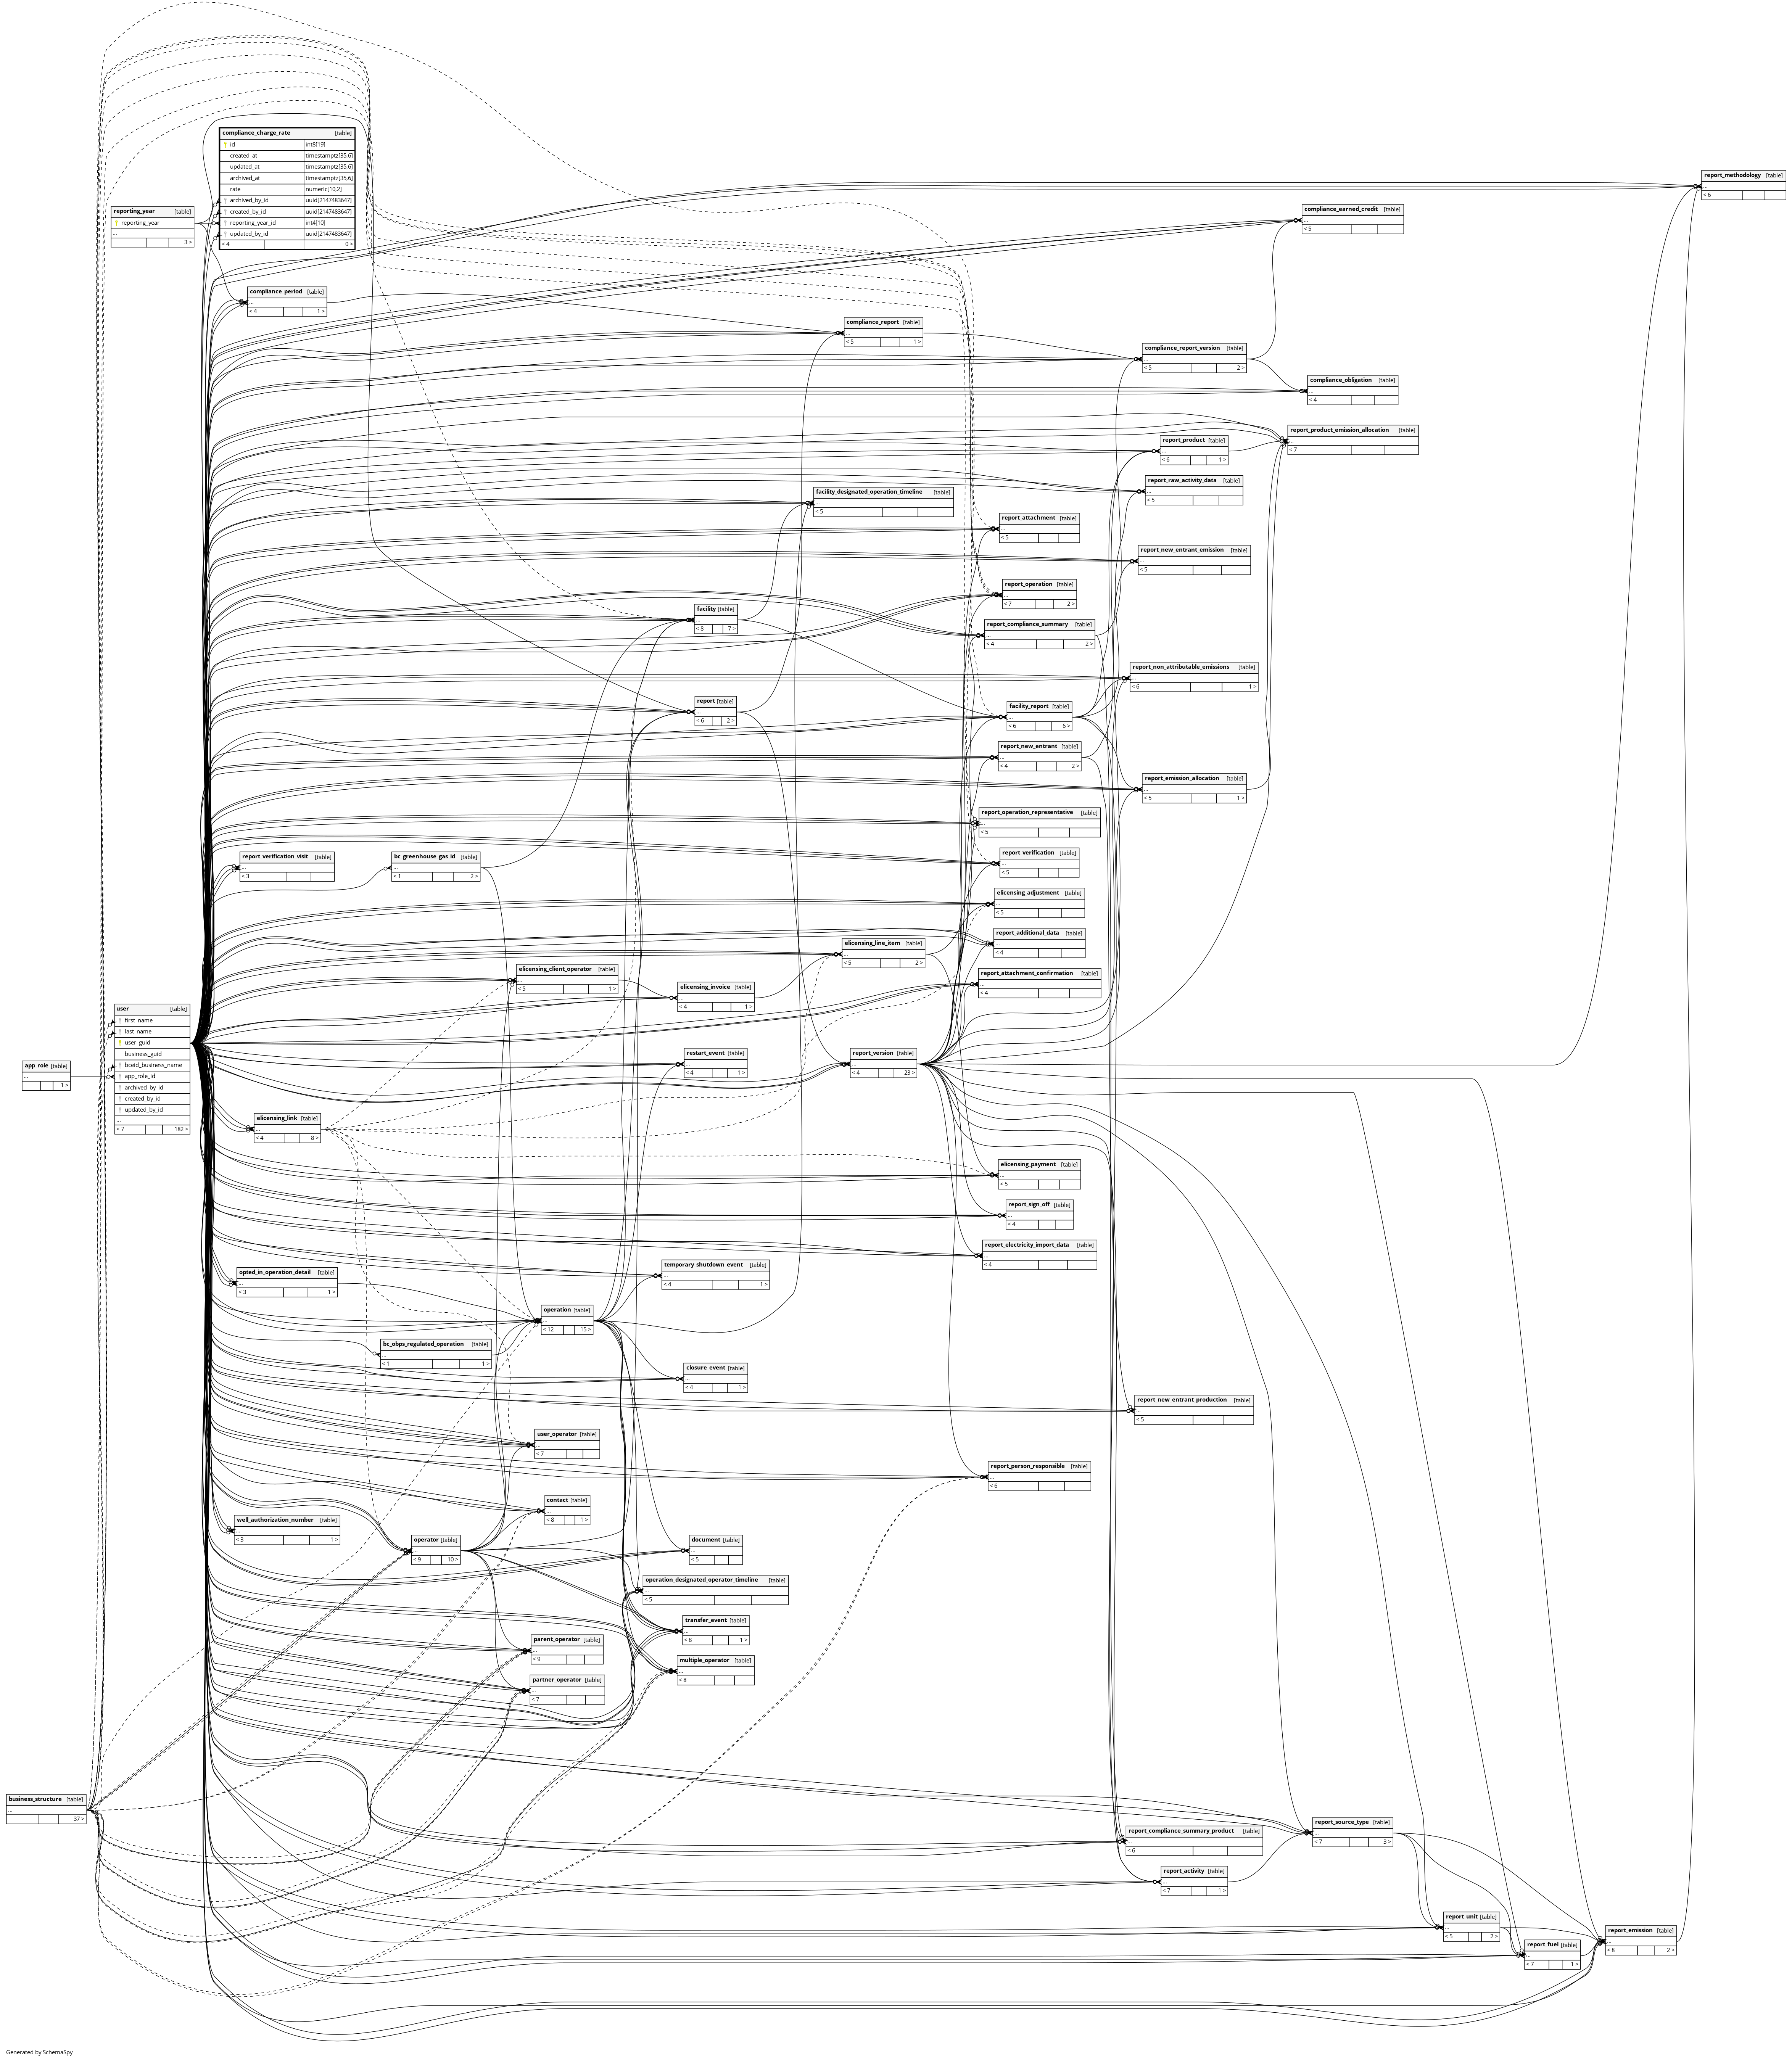 compliance_charge_rate [table]
id int8[19]
created_at timestamptz[35,6]
updated_at timestamptz[35,6]
archived_at timestamptz[35,6]
rate numeric[10,2]
archived_by_id uuid[2147483647]
created_by_id uuid[2147483647]
reporting_year_id int4[10]
updated_by_id uuid[2147483647]
< 4 0 >
reporting_year [table]
reporting_year
...
3 >
report_methodology [table]
...
< 6
compliance_earned_credit [table]
...
< 5
compliance_period [table]
...
< 4 1 >
compliance_report [table]
...
< 5 1 >
compliance_report_version [table]
...
< 5 2 >
compliance_obligation [table]
...
< 4
report_product_emission_allocation [table]
...
< 7
report_product [table]
...
< 6 1 >
report_raw_activity_data [table]
...
< 5
facility_designated_operation_timeline [table]
...
< 5
report_attachment [table]
...
< 5
report_new_entrant_emission [table]
...
< 5
report_operation [table]
...
< 7 2 >
facility [table]
...
< 8 7 >
report_compliance_summary [table]
...
< 4 2 >
report_non_attributable_emissions [table]
...
< 6 1 >
report [table]
...
< 6 2 >
facility_report [table]
...
< 6 6 >
report_new_entrant [table]
...
< 4 2 >
report_emission_allocation [table]
...
< 5 1 >
report_operation_representative [table]
...
< 5
report_verification_visit [table]
...
< 3
bc_greenhouse_gas_id [table]
...
< 1 2 >
report_verification [table]
...
< 5
elicensing_adjustment [table]
...
< 5
report_additional_data [table]
...
< 4
elicensing_line_item [table]
...
< 5 2 >
elicensing_client_operator [table]
...
< 5 1 >
report_attachment_confirmation [table]
...
< 4
elicensing_invoice [table]
...
< 4 1 >
user [table]
first_name
last_name
user_guid
business_guid
bceid_business_name
app_role_id
archived_by_id
created_by_id
updated_by_id
...
< 7 182 >
app_role [table]
...
1 >
restart_event [table]
...
< 4 1 >
report_version [table]
...
< 4 23 >
elicensing_link [table]
...
< 4 8 >
elicensing_payment [table]
...
< 5
report_sign_off [table]
...
< 4
report_electricity_import_data [table]
...
< 4
opted_in_operation_detail [table]
...
< 3 1 >
temporary_shutdown_event [table]
...
< 4 1 >
operation [table]
...
< 12 15 >
bc_obps_regulated_operation [table]
...
< 1 1 >
closure_event [table]
...
< 4 1 >
report_new_entrant_production [table]
...
< 5
user_operator [table]
...
< 7
report_person_responsible [table]
...
< 6
contact [table]
...
< 8 1 >
well_authorization_number [table]
...
< 3 1 >
operator [table]
...
< 9 10 >
document [table]
...
< 5
operation_designated_operator_timeline [table]
...
< 5
transfer_event [table]
...
< 8 1 >
parent_operator [table]
...
< 9
multiple_operator [table]
...
< 8
partner_operator [table]
...
< 7
business_structure [table]
...
37 >
report_source_type [table]
...
< 7 3 >
report_compliance_summary_product [table]
...
< 6
report_activity [table]
...
< 7 1 >
report_unit [table]
...
< 5 2 >
report_emission [table]
...
< 8 2 >
report_fuel [table]
...
< 7 1 >
Generated by SchemaSpy